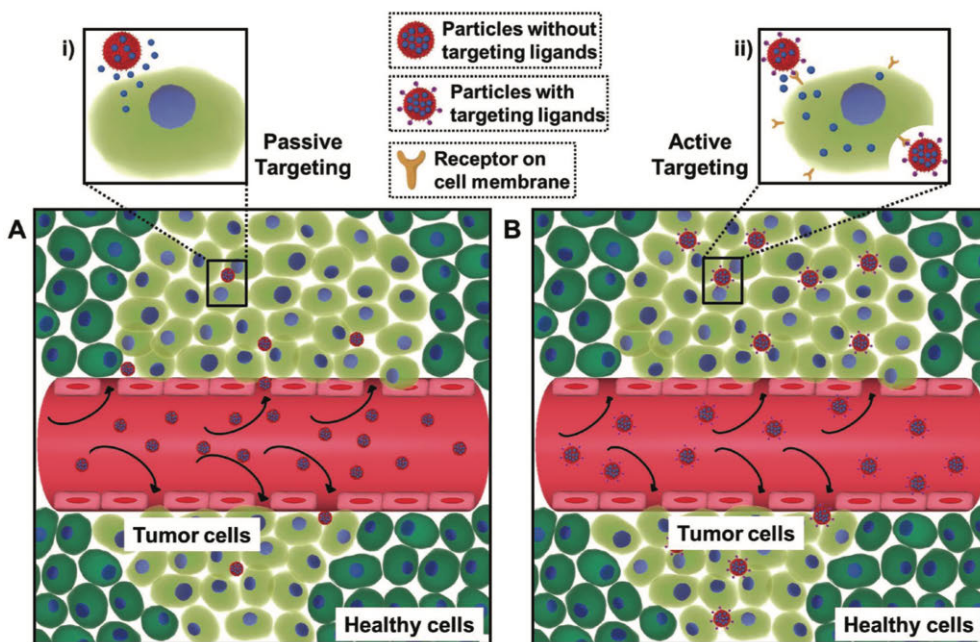 i)
Particles without
targeting ligands
Particles with
targeting ligands
Receptor on
cell membrane
ii)
Passive
Targeting
Active
Targeting
A
B
Tumor cells
Healthy cells
Tumor cells
Healthy cells